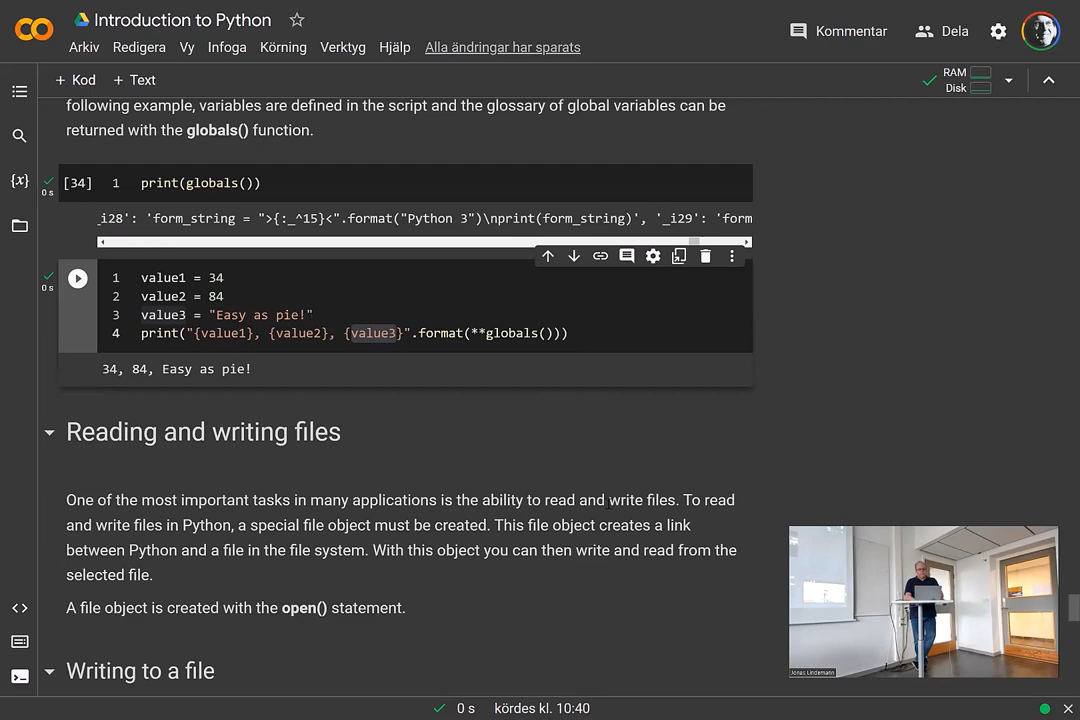 Introduction to Python
Arkiv Redigera Vy Infoga Körning Verktyg Hjälp Alla ändringar har sparats
Kommentar Dela
+ Kod + Text
RAM
Disk
following example, variables are defined in the script and the glossary of global variables can be
returned with the globals() function.
0 s
[34] 1 print(globals())
_i28': 'form_string = ">{:_^15}<".format("Python 3")\nprint(form_string)', '_i29': 'form
0 s
1 value1 = 34
2 value2 = 84
3 value3 = "Easy as pie!"
4 print("{value1}, {value2}, {value3}".format(**globals()))
34, 84, Easy as pie!
Reading and writing files
One of the most important tasks in many applications is the ability to read and write files. To read
and write files in Python, a special file object must be created. This file object creates a link
between Python and a file in the file system. With this object you can then write and read from the
selected file.
A file object is created with the open() statement.
Writing to a file
Jonas Lindemann
0 s kördes kl. 10:40